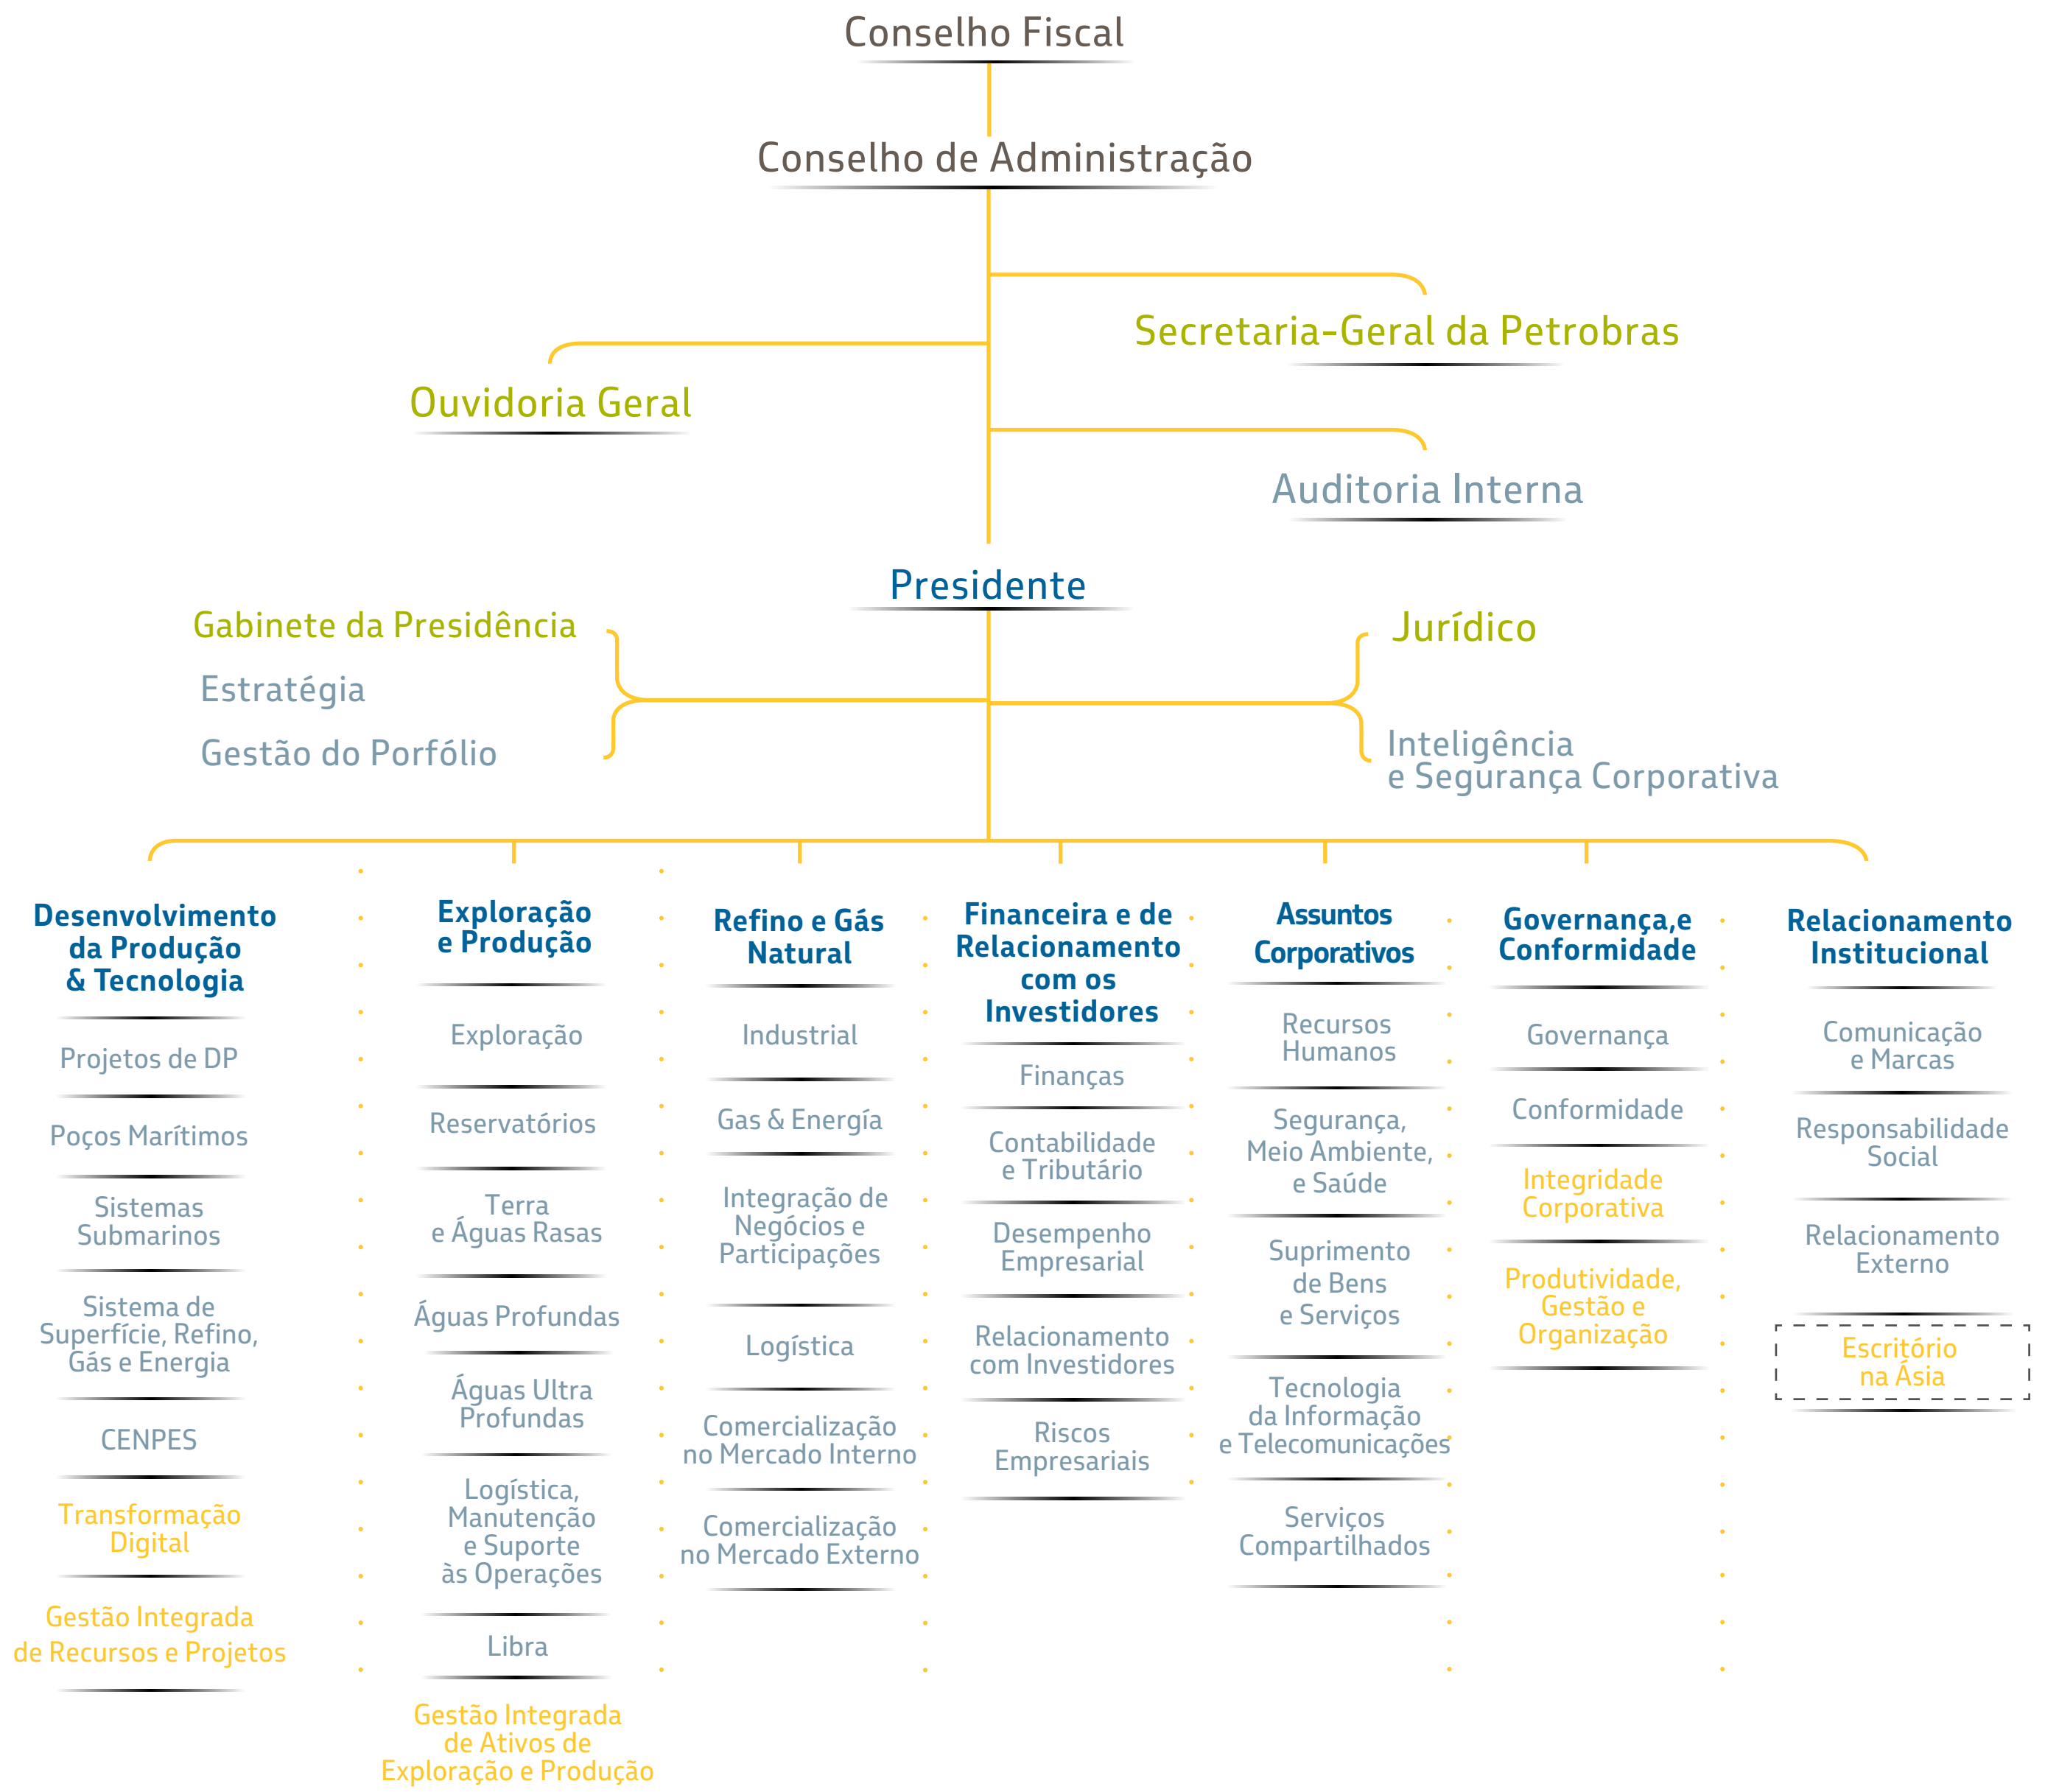 Conselho Fiscal
Conselho de Administração
Secretaria-Geral da Petrobras
Ouvidoria Geral
Auditoria Interna
Presidente
Gabinete da Presidência
Estratégia
Gestão do Porfólio
Jurídico
Inteligência
e Segurança Corporativa
Desenvolvimento
da Produção
& Tecnologia
Projetos de DP
Poços Marítimos
Sistemas
Submarinos
Sistema de
Superfície, Refino,
Gás e Energia
CENPES
Transformação
Digital
Gestão Integrada
de Recursos e Projetos
Exploração
e Produção
Exploração
Reservatórios
Terra
e Águas Rasas
Águas Profundas
Águas Ultra
Profundas
Logística,
Manutenção
e Suporte
às Operações
Libra
Gestão Integrada
de Ativos de
Exploração e Produção
Refino e Gás
Natural
Industrial
Gas & Energía
Integração de
Negócios e
Participações
Logística
Comercialização
no Mercado Interno
Comercialização
no Mercado Externo
Financeira e de
Relacionamento
com os
Investidores
Finanças
Contabilidade
e Tributário
Desempenho
Empresarial
Relacionamento
com Investidores
Riscos
Empresariais
Assuntos
Corporativos
Recursos
Humanos
Segurança,
Meio Ambiente,
e Saúde
Suprimento
de Bens
e Serviços
Tecnologia
da Informação
e Telecomunicações
Serviços
Compartilhados
Governança,e
Conformidade
Governança
Conformidade
Integridade
Corporativa
Produtividade,
Gestão e
Organização
Relacionamento
Institucional
Comunicação
e Marcas
Responsabilidade
Social
Relacionamento
Externo
Escritório
na Ásia